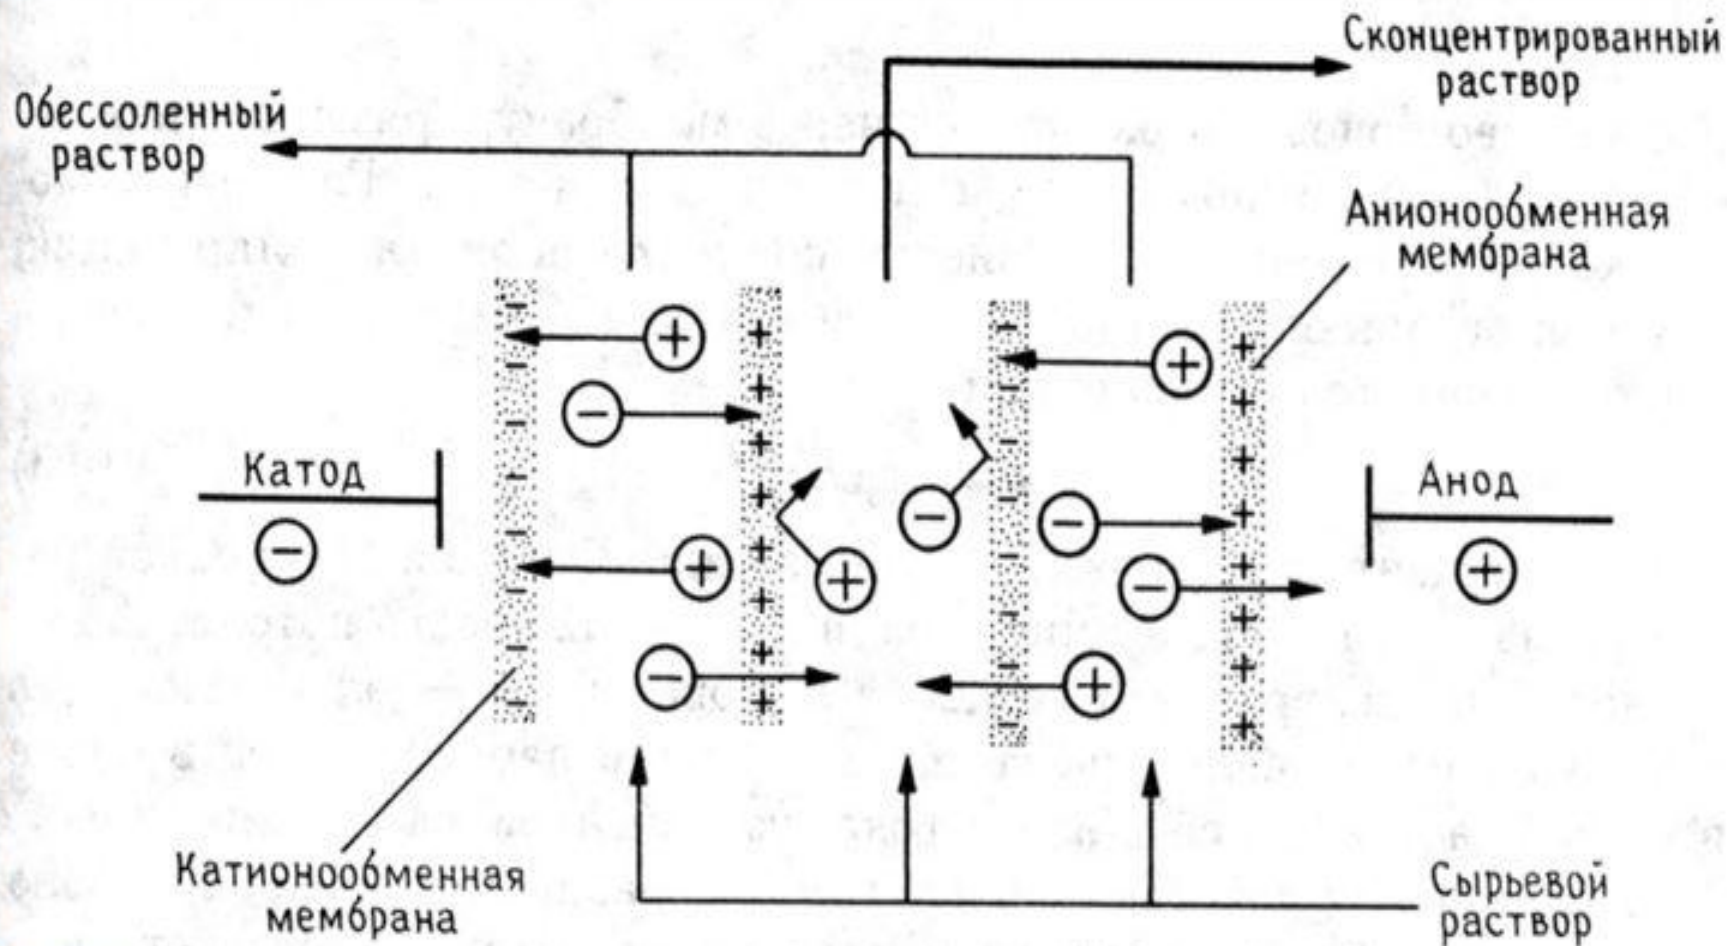 Сконцентрированный
раствор
Обессоленный
раствор
Анионообменная
мембрана
Катод
Анод
Катионообменная
мембрана
Сырьевой
раствор